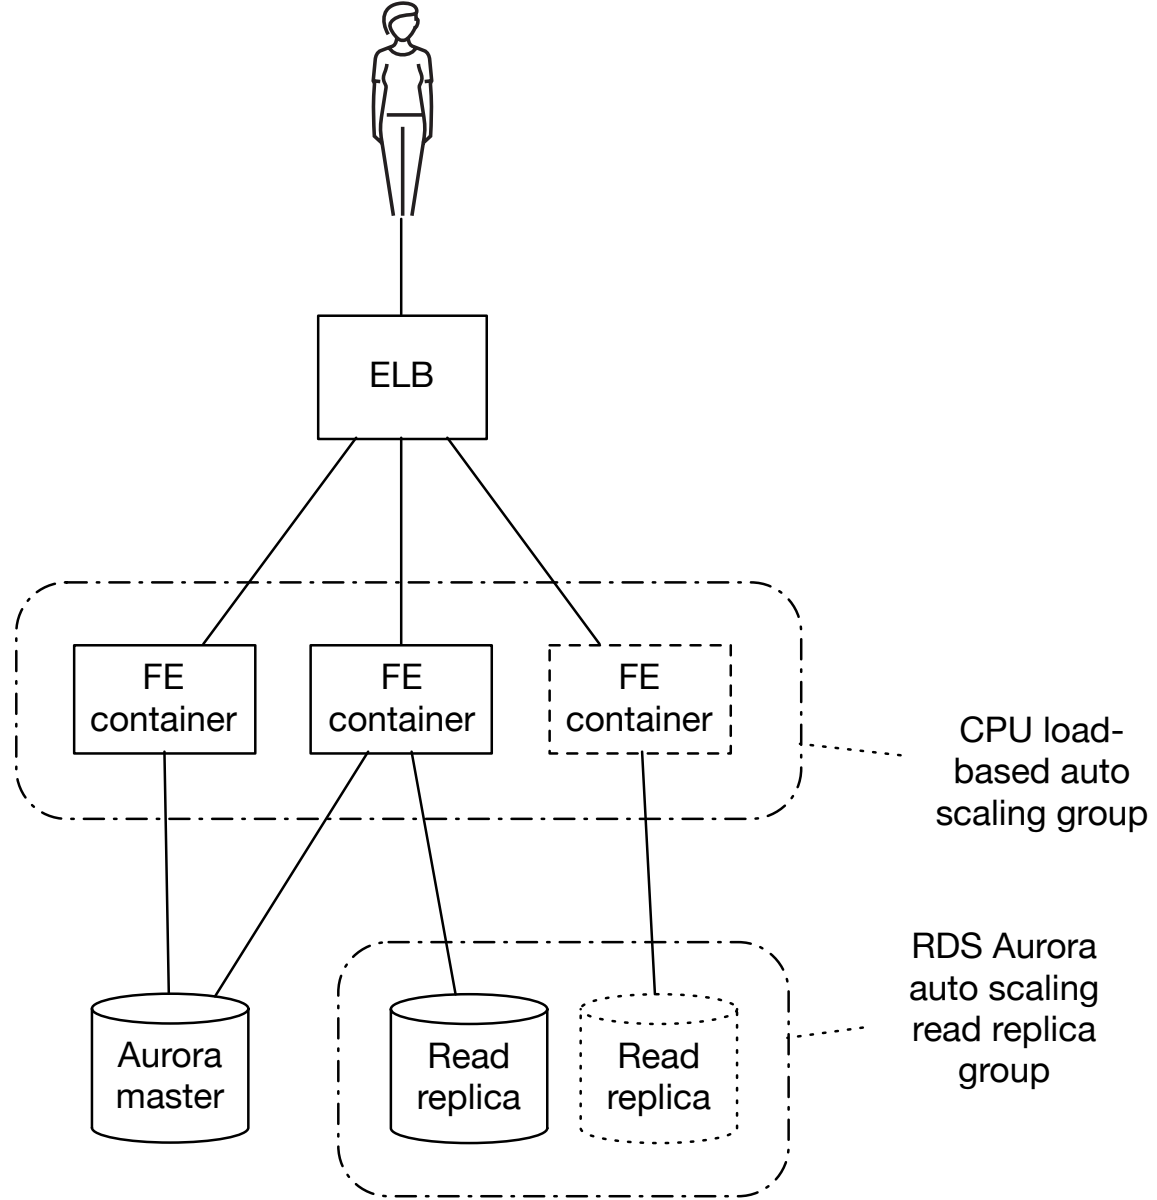 ELB
FE
container
FE
container
FE
container
CPU load-
based auto
scaling group
RDS Aurora
auto scaling
read replica
group
Aurora
master
Read
replica
Read
replica